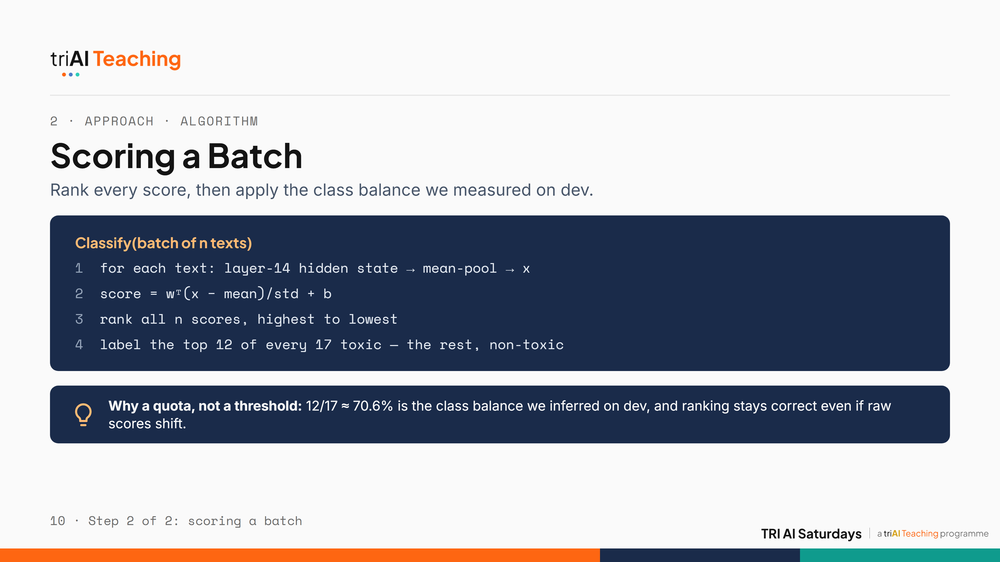 triAI Teaching
2 · APPROACH · ALGORITHM
Scoring a Batch
Rank every score, then apply the class balance we measured on dev.
Classify(batch of n texts)
1 for each text: layer-14 hidden state → mean-pool → x
2 score = wᵀ(x − mean)/std + b
3 rank all n scores, highest to lowest
4 label the top 12 of every 17 toxic — the rest, non-toxic
Why a quota, not a threshold: 12/17 ≈ 70.6% is the class balance we inferred on dev, and ranking stays correct even if raw
scores shift.
10 · Step 2 of 2: scoring a batch
TRI AI Saturdays | a triAI Teaching programme